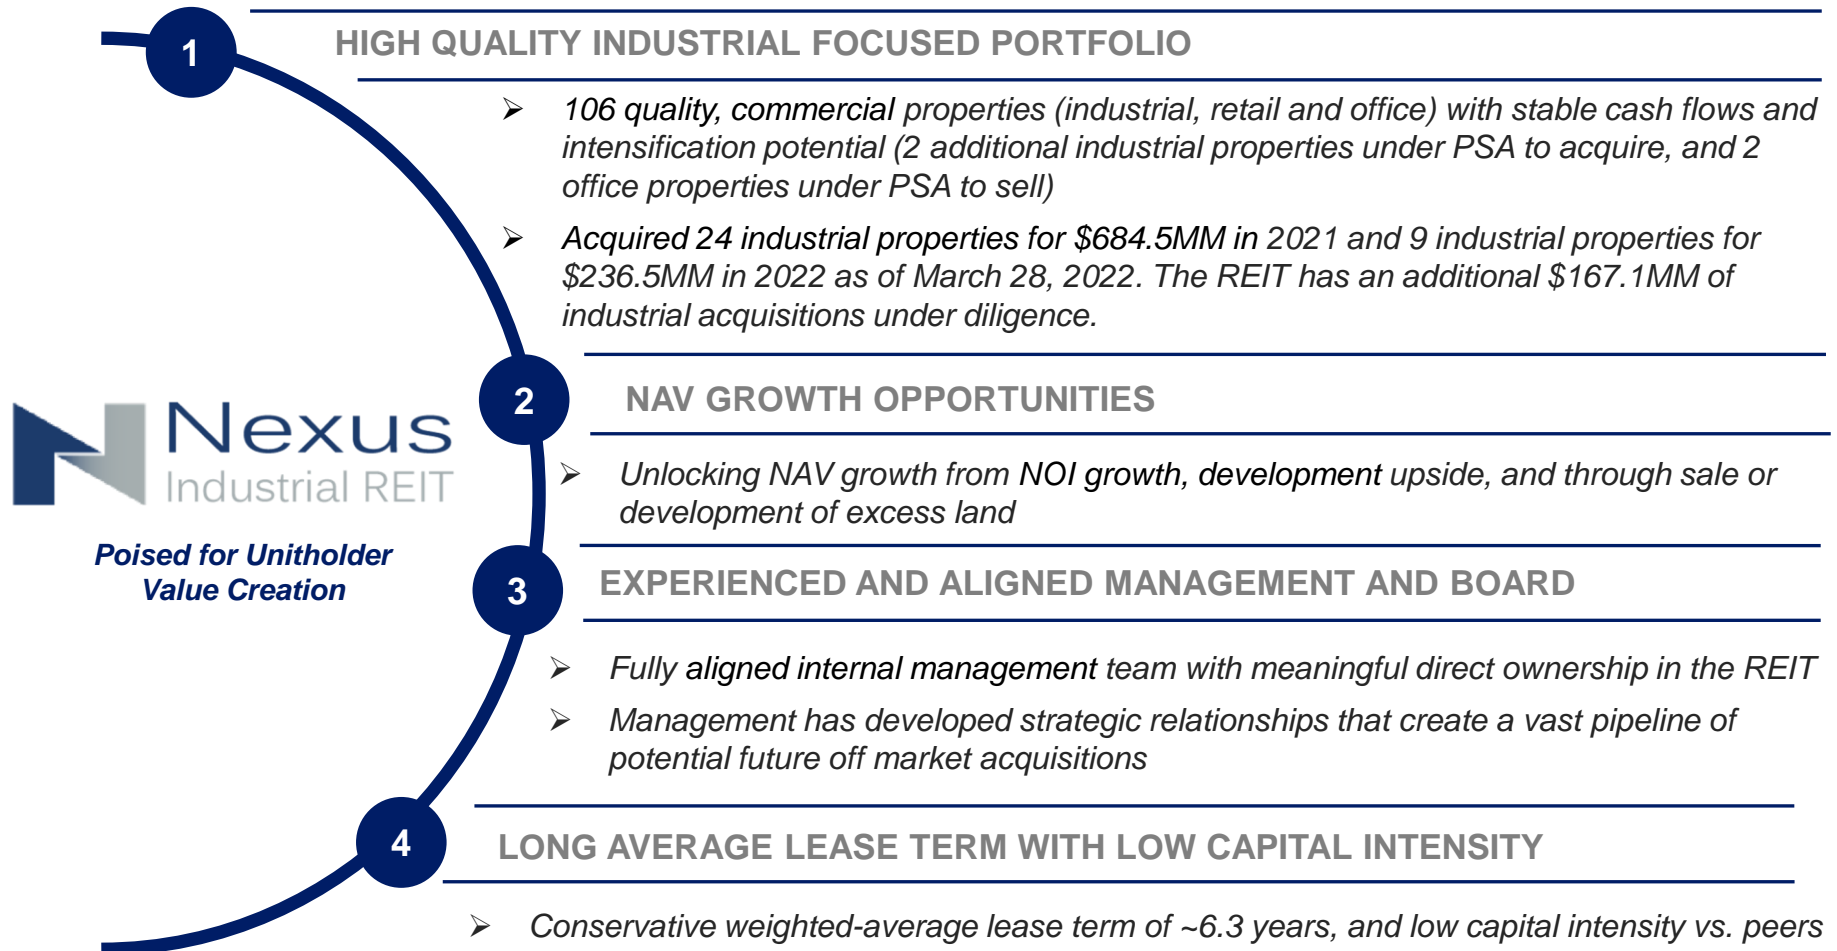 1
HIGH QUALITY INDUSTRIAL FOCUSED PORTFOLIO
➢ 106 quality, commercial properties (industrial, retail and office) with stable cash flows and
intensification potential (2 additional industrial properties under PSA to acquire, and 2
office properties under PSA to sell)
➢ Acquired 24 industrial properties for $684.5MM in 2021 and 9 industrial properties for
$236.5MM in 2022 as of March 28, 2022. The REIT has an additional $167.1MM of
industrial acquisitions under diligence.
Nexus
Industrial REIT
Poised for Unitholder
Value Creation
2
NAV GROWTH OPPORTUNITIES
➢ Unlocking NAV growth from NOI growth, development upside, and through sale or
development of excess land
3
EXPERIENCED AND ALIGNED MANAGEMENT AND BOARD
➢ Fully aligned internal management team with meaningful direct ownership in the REIT
➢ Management has developed strategic relationships that create a vast pipeline of
potential future off market acquisitions
4
LONG AVERAGE LEASE TERM WITH LOW CAPITAL INTENSITY
➢ Conservative weighted-average lease term of ~6.3 years, and low capital intensity vs. peers